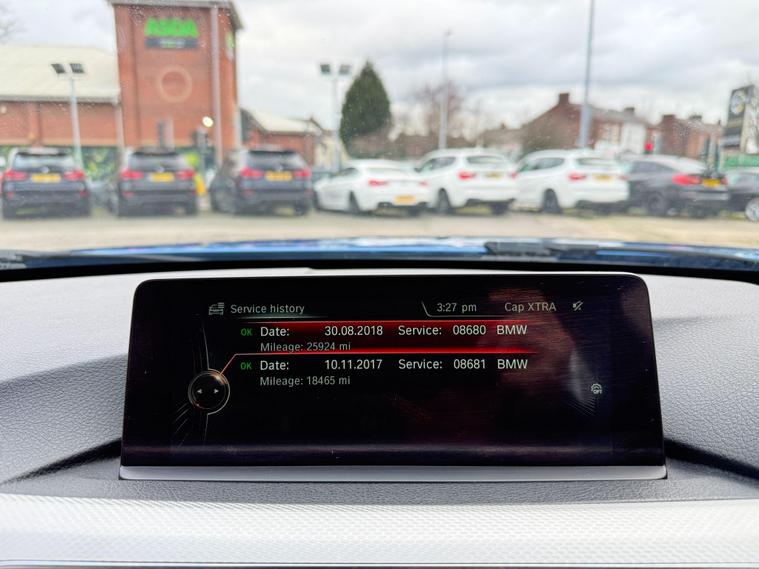 ASDA
Service history
3:27 pm
Cap XTRA
OK Date: 30.08.2018 Service: 08680 BMW
Mileage: 25924 mi
OK Date: 10.11.2017 Service: 08681 BMW
Mileage: 18465 mi
OFF